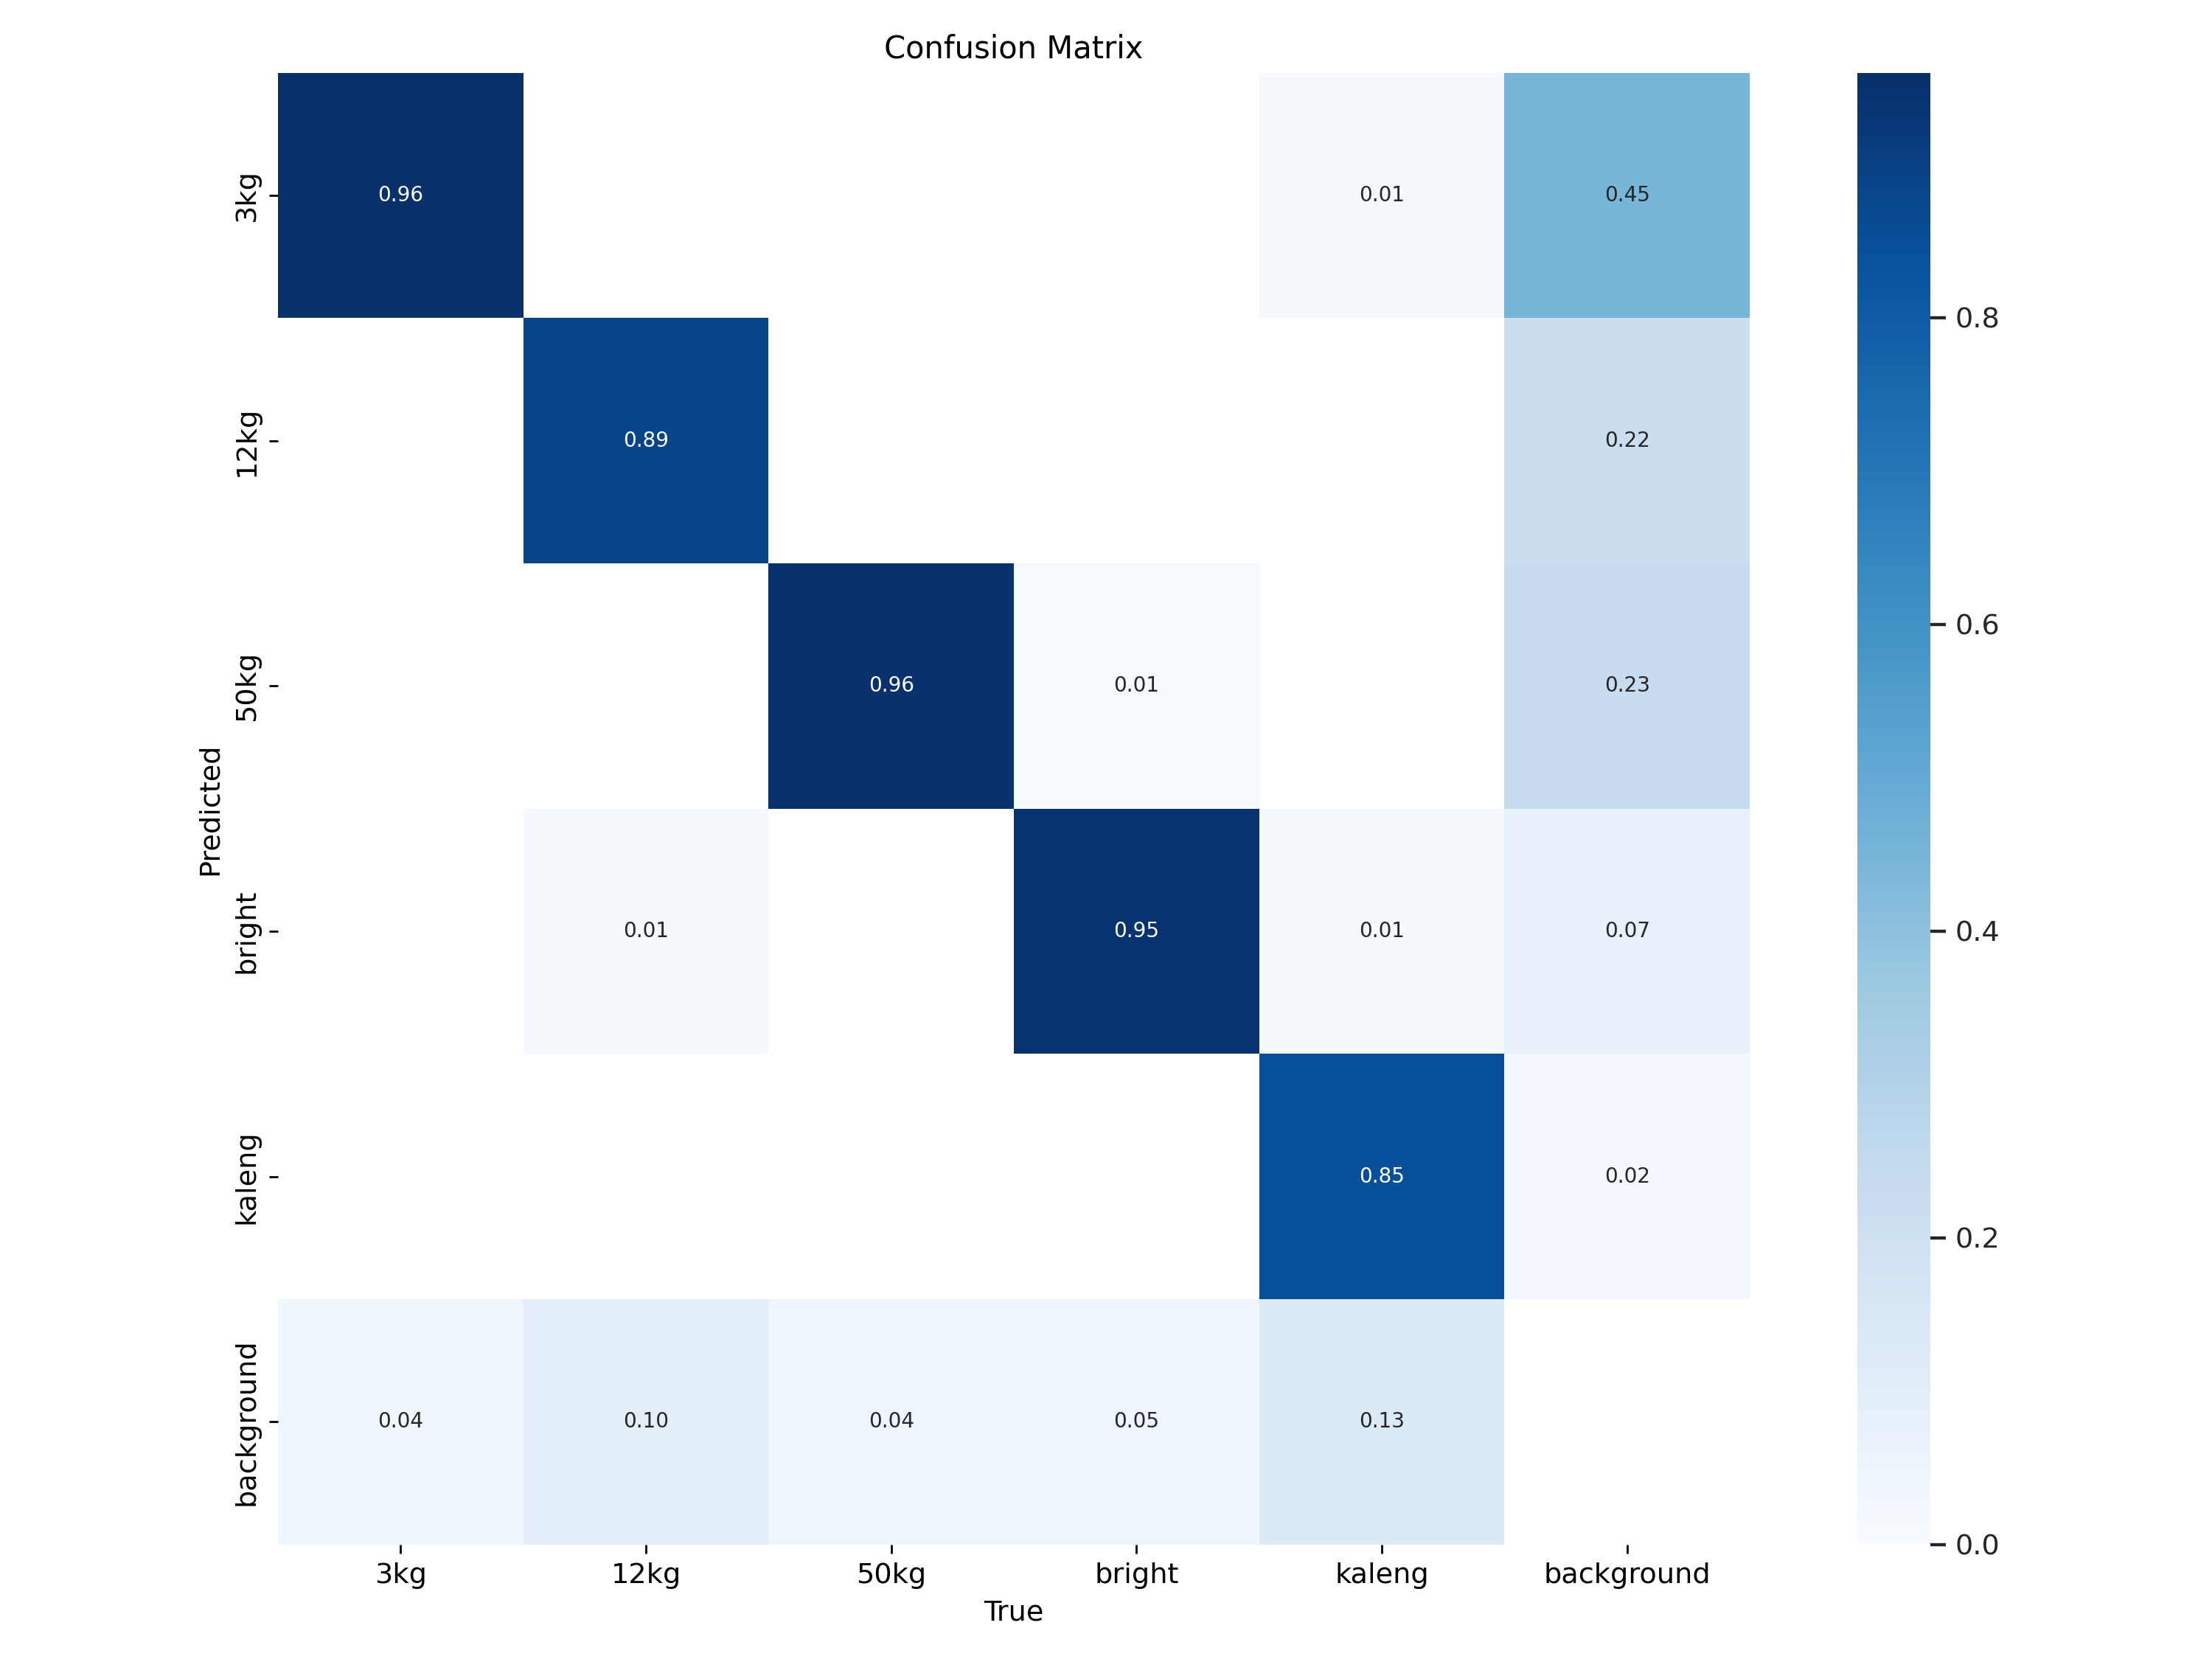 Confusion Matrix
3kg
0.96
0.01
0.45
12kg
0.89
0.22
0.8
50kg
0.96
0.01
0.23
0.6
Predicted
bright
0.01
0.95
0.01
0.07
0.4
kaleng
0.85
0.02
0.2
background
0.04
0.10
0.04
0.05
0.13
0.0
3kg
12kg
50kg
bright
kaleng
background
True